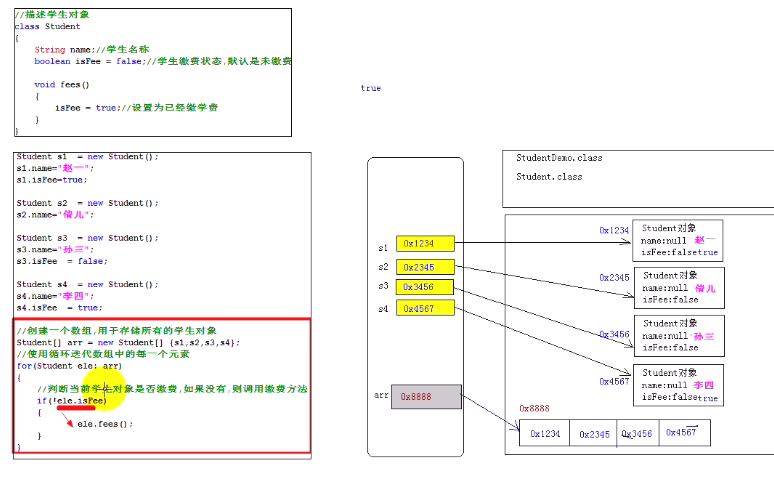 //描述学生对象
class Student
{
String name;//学生名称
boolean isFee = false;//学生缴费状态,默认是未缴费
void fees()
{
isFee = true;//设置为已经缴学费
}
}
Student s1 = new Student();
s1.name="赵一";
s1.isFee=true;
Student s2 = new Student();
s2.name="倩儿";
Student s3 = new Student();
s3.name="孙三";
s3.isFee = false;
Student s4 = new Student();
s4.name="李四";
s4.isFee = true;
//创建一个数组,用于存储所有的学生对象
Student[] arr = new Student[] {s1,s2,s3,s4};
//使用循环迭代数组中的每一个元素
for(Student ele: arr)
{
//判断当前学生对象是否缴费,如果没有,则调用缴费方法
if(!ele.isFee)
{
ele.fees();
}
}
true
s1 0x1234
s2 0x2345
s3 0x3456
s4 0x4567
arr 0x8888
StudentDemo.class
Student.class
0x1234
Student对象
name:null 赵一
isFee:falsetrue
0x2345
Student对象
name:null 倩儿
isFee:false
0x3456
Student对象
name:null 孙三
isFee:false
0x4567
Student对象
name:null 李四
isFee:false true
0x8888
0x1234 0x2345 0x3456 0x4567